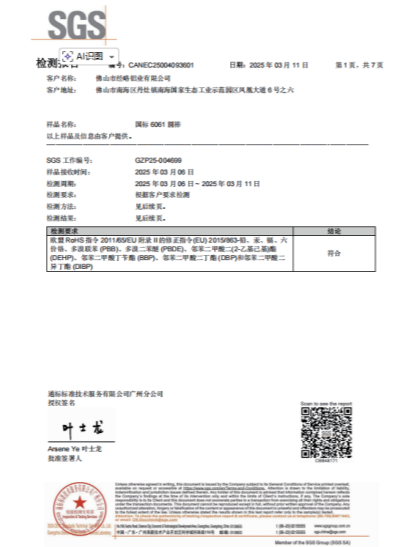 SGS
AI识图
检测报告
编号: CANEC25004093601 日期: 2025 年 03 月 11 日 第 1 页、共 7 页
客户名称: 佛山市经略铝业有限公司
客户地址: 佛山市南海区丹灶镇南海国家生态工业示范园区凤凰大道 6 号之六
样品名称: 国标 6061 圆棒
以上样品及信息由客户提供。
SGS 工作编号: GZP25-004699
样品接收时间: 2025 年 03 月 06 日
检测周期: 2025 年 03 月 06 日 ~ 2025 年 03 月 11 日
检测要求: 根据客户要求检测
检测方法: 见后续页。
检测结果: 见后续页。
检测要求 结论
欧盟 RoHS 指令 2011/65/EU 附录 II 的修正指令(EU) 2015/863-铅、汞、镉、六
价铬、多溴联苯 (PBB)、多溴二苯醚 (PBDE)、邻苯二甲酸二(2-乙基己基)酯
(DEHP)、邻苯二甲酸丁苄酯 (BBP)、邻苯二甲酸二丁酯 (DBP)和邻苯二甲酸二
异丁酯 (DIBP)
符合
通标标准技术服务有限公司广州分公司
授权签名
叶士龙
Arsene Ye 叶士龙
批准签署人
Scan to see the report
Member of the SGS Group (SGS SA)